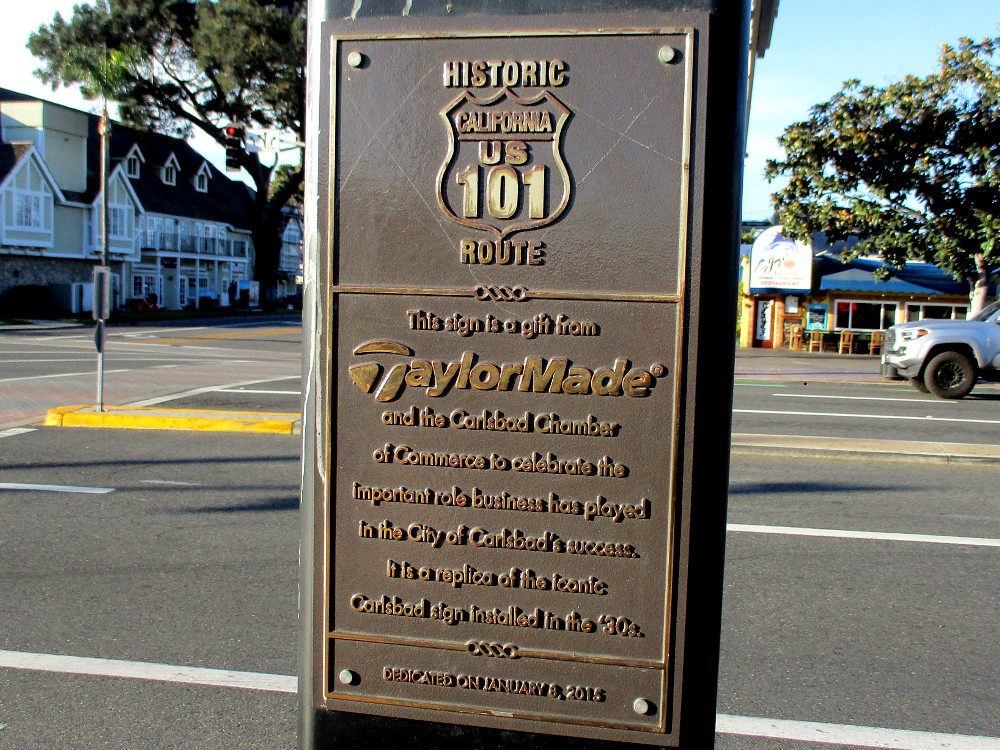 HISTORIC
CALIFORNIA
US
101
ROUTE
This sign is a gift from
TaylorMade®
and the Carlsbad Chamber
of Commerce to celebrate the
important role business has played
in the City of Carlsbad's success.
It is a replica of the iconic
Carlsbad sign installed in the '30s.
DEDICATED ON JANUARY 8, 2015